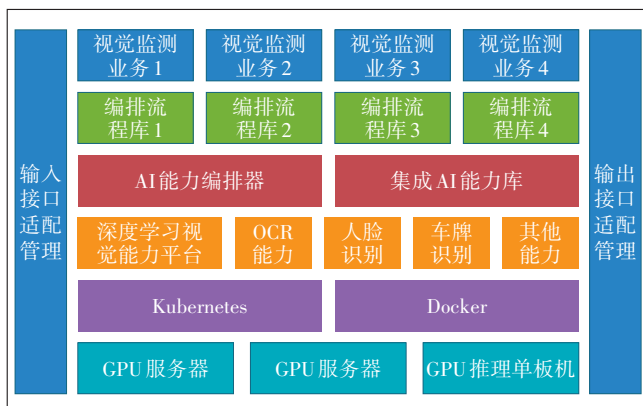 输入
接口
适配
管理
视觉监测
业务1
视觉监测
业务2
视觉监测
业务3
视觉监测
业务4
编排流
程库1
编排流
程库2
编排流
程库3
编排流
程库4
AI能力编排器
集成AI能力库
深度学习视
觉能力平台
OCR
能力
人脸
识别
车牌
识别
其他
能力
Kubernetes
Docker
GPU服务器
GPU服务器
GPU推理单板机
输出
接口
适配
管理